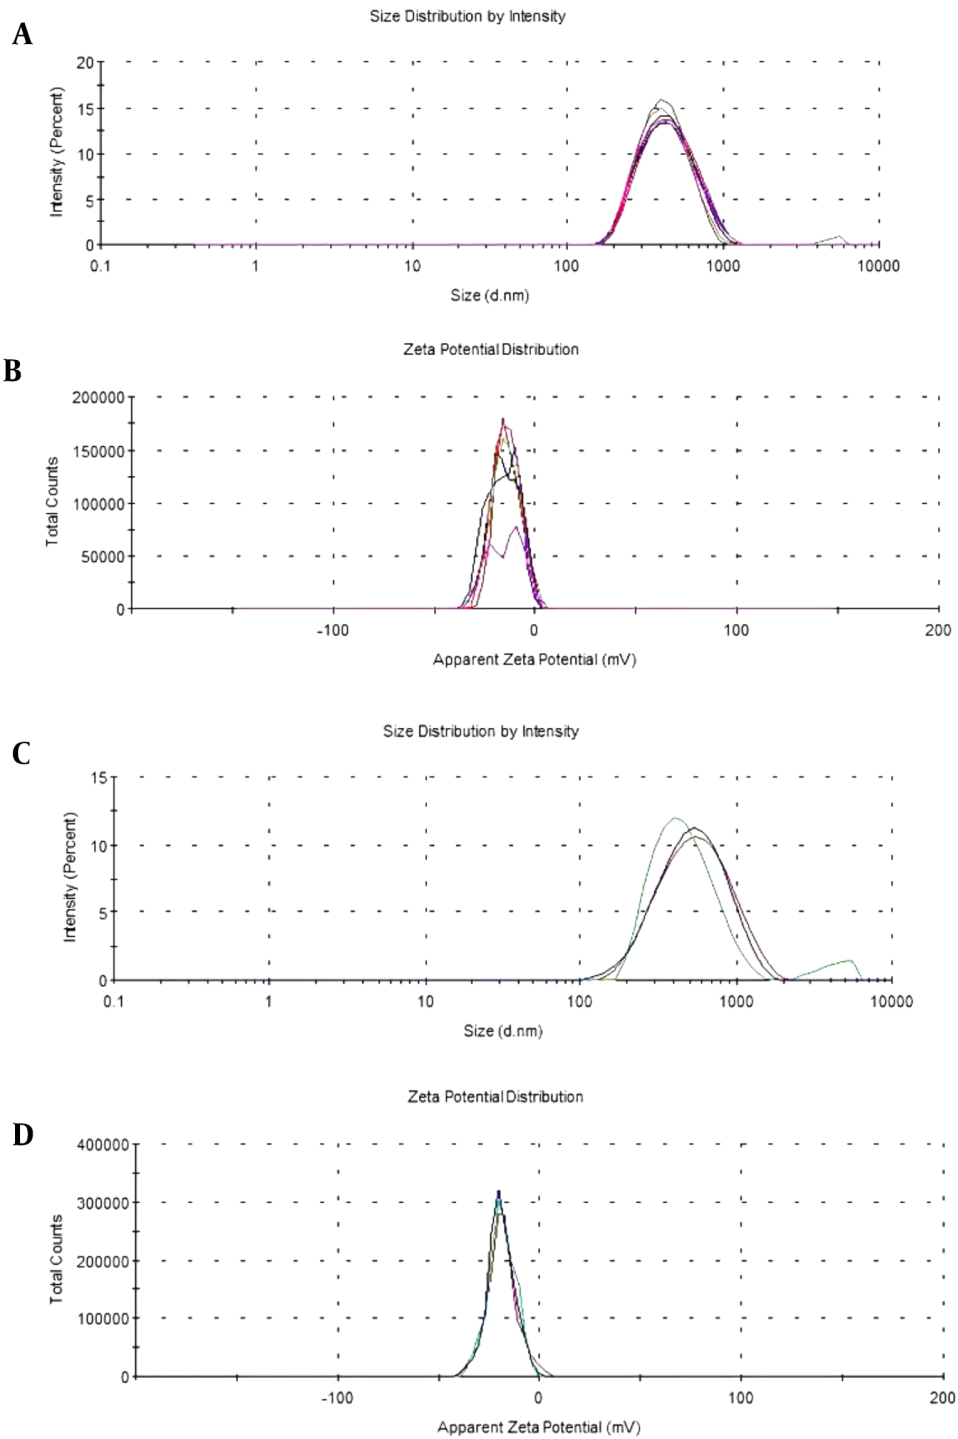 A
Size Distribution by Intensity
20
15
10
5
0
Intensity (Percent)
0.1 1 10 100 1000 10000
Size (d.nm)
B
Zeta Potential Distribution
200000
150000
100000
50000
0
Total Counts
-100 0 100 200
Apparent Zeta Potential (mV)
C
Size Distribution by Intensity
15
10
5
0
Intensity (Percent)
0.1 1 10 100 1000 10000
Size (d.nm)
D
Zeta Potential Distribution
400000
300000
200000
100000
0
Total Counts
-100 0 100 200
Apparent Zeta Potential (mV)